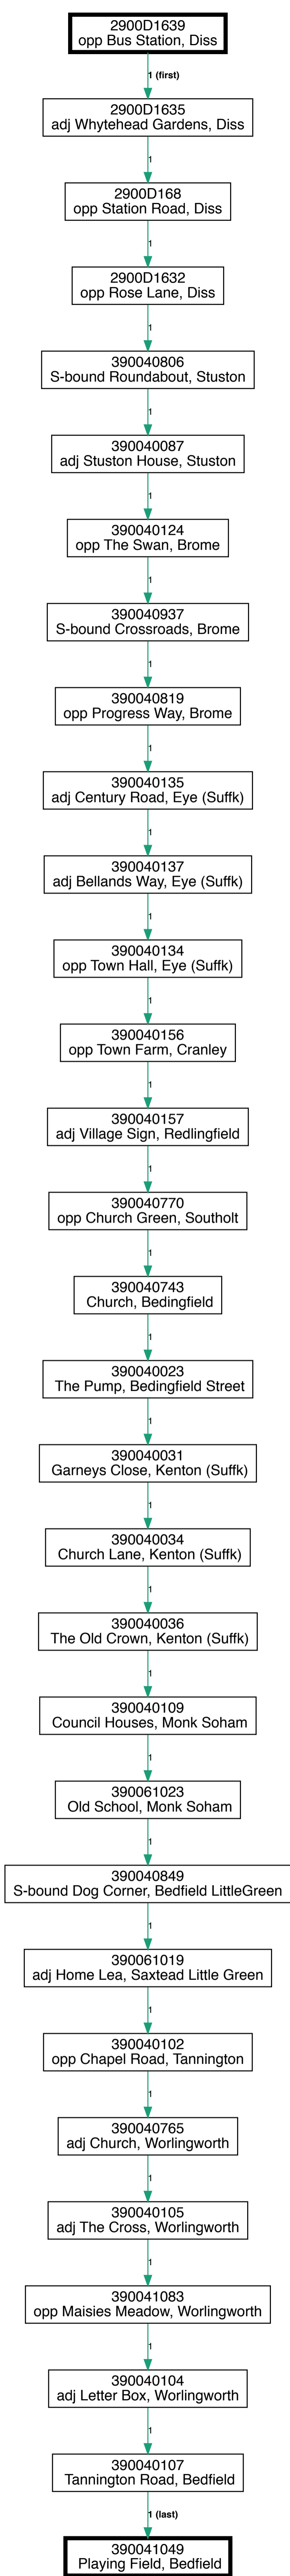 2900D1639
opp Bus Station, Diss
1 (first)
2900D1635
adj Whytehead Gardens, Diss
1
2900D168
opp Station Road, Diss
1
2900D1632
opp Rose Lane, Diss
1
390040806
S-bound Roundabout, Stuston
1
390040087
adj Stuston House, Stuston
1
390040124
opp The Swan, Brome
1
390040937
S-bound Crossroads, Brome
1
390040819
opp Progress Way, Brome
1
390040135
adj Century Road, Eye (Suffk)
1
390040137
adj Bellands Way, Eye (Suffk)
1
390040134
opp Town Hall, Eye (Suffk)
1
390040156
opp Town Farm, Cranley
1
390040157
adj Village Sign, Redlingfield
1
390040770
opp Church Green, Southolt
1
390040743
Church, Bedingfield
1
390040023
The Pump, Bedingfield Street
1
390040031
Garneys Close, Kenton (Suffk)
1
390040034
Church Lane, Kenton (Suffk)
1
390040036
The Old Crown, Kenton (Suffk)
1
390040109
Council Houses, Monk Soham
1
390061023
Old School, Monk Soham
1
390040849
S-bound Dog Corner, Bedfield LittleGreen
1
390061019
adj Home Lea, Saxtead Little Green
1
390040102
opp Chapel Road, Tannington
1
390040765
adj Church, Worlingworth
1
390040105
adj The Cross, Worlingworth
1
390041083
opp Maisies Meadow, Worlingworth
1
390040104
adj Letter Box, Worlingworth
1
390040107
Tannington Road, Bedfield
1 (last)
390041049
Playing Field, Bedfield